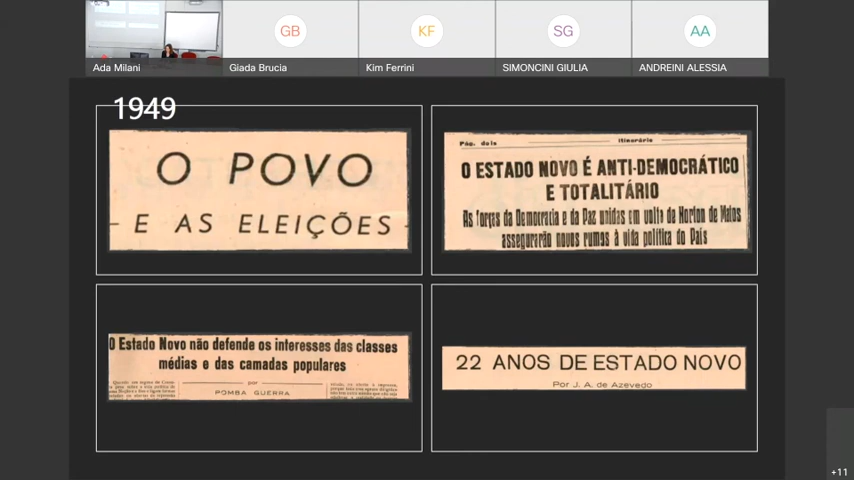 GB
KF
SG
AA
Ada Milani
Giada Brucia
Kim Ferrini
SIMONCINI GIULIA
ANDREINI ALESSIA
1949
O POVO
- E AS ELEIÇÕES -
Pág. dois
Itinerário
O ESTADO NOVO É ANTI-DEMOCRÁTICO
E TOTALITÁRIO
As forças da Democracia e da Paz unidas em volta de Norton de Matos
assegurarão novos rumos à vida política do País
O Estado Novo não defende os interesses das classes
médias e das camadas populares
por
POMBA GUERRA
22 ANOS DE ESTADO NOVO
Por J. A. de Azevedo
+11